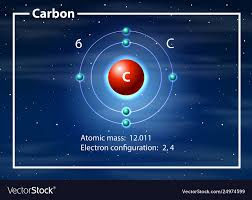 Carbon
6 C
C
Atomic mass: 12.011
Electron configuration: 2, 4
VectorStock®
VectorStock.com/24974599